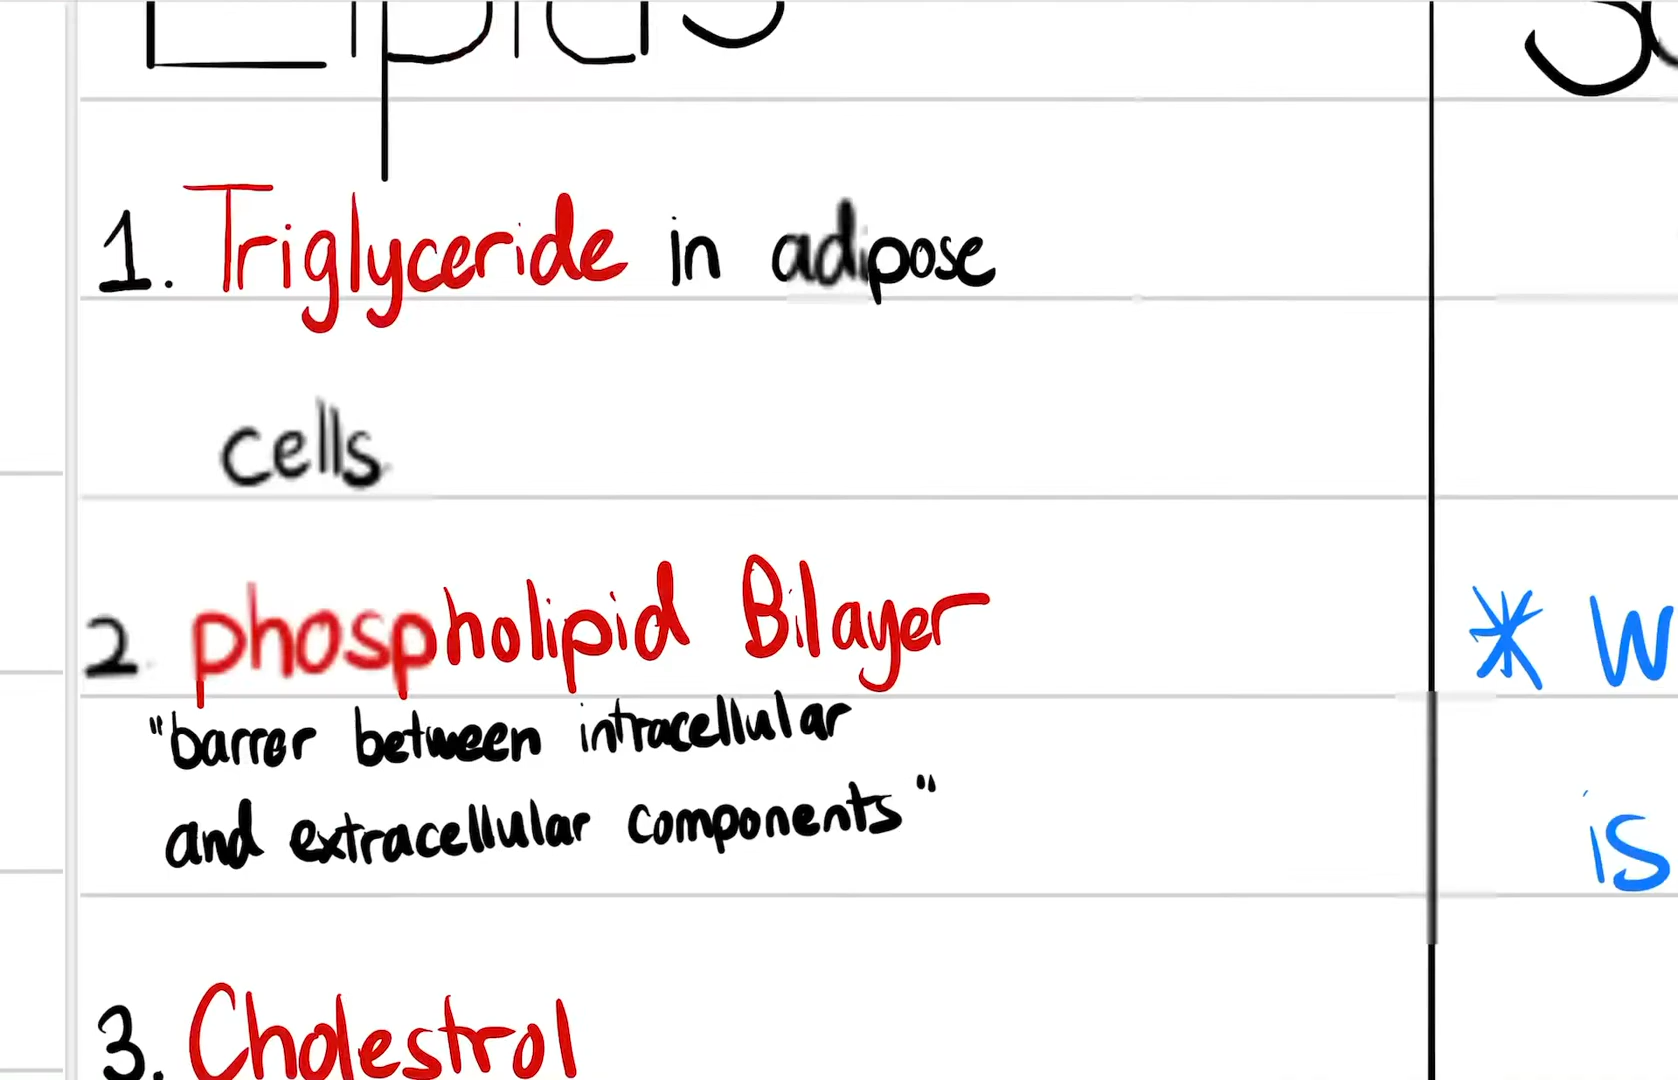 Lipids
1. Triglyceride in adipose
cells
2. phospholipid Bilayer
"barrer between intracellular
and extracellular components"
* W
is
3. Cholestrol